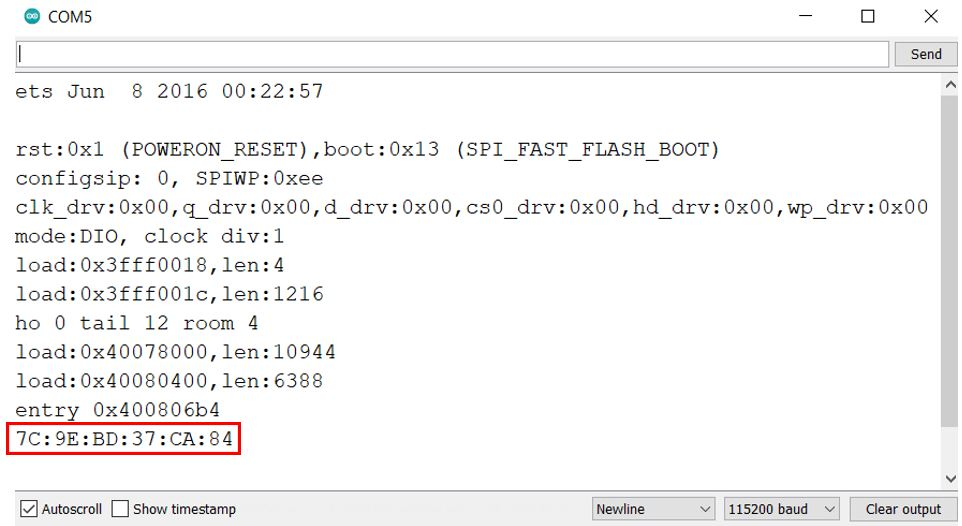 COM5
Send
ets Jun  8 2016 00:22:57
rst:0x1 (POWERON_RESET),boot:0x13 (SPI_FAST_FLASH_BOOT)
configsip: 0, SPIWP:0xee
clk_drv:0x00,q_drv:0x00,d_drv:0x00,cs0_drv:0x00,hd_drv:0x00,wp_drv:0x00
mode:DIO, clock div:1
load:0x3fff0018,len:4
load:0x3fff001c,len:1216
ho 0 tail 12 room 4
load:0x40078000,len:10944
load:0x40080400,len:6388
entry 0x400806b4
7C:9E:BD:37:CA:84
Autoscroll Show timestamp Newline 115200 baud Clear output